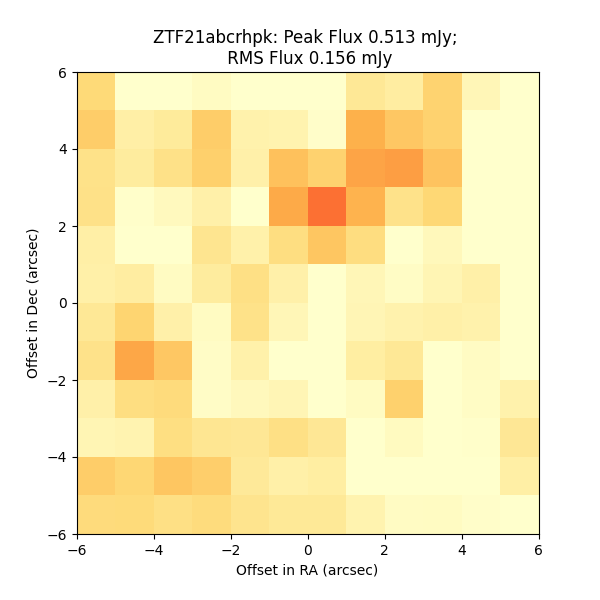 ZTF21abcrhpk: Peak Flux 0.513 mJy;
RMS Flux 0.156 mJy
6
4
2
0
−2
−4
−6
Offset in Dec (arcsec)
−6 −4 −2 0 2 4 6
Offset in RA (arcsec)